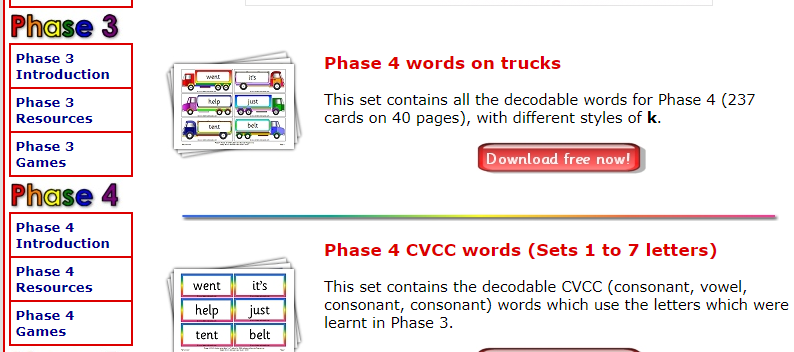 Phase 3
Phase 3
Introduction
Phase 3
Resources
Phase 3
Games
Phase 4
Phase 4
Introduction
Phase 4
Resources
Phase 4
Games
went it's
help just
tent belt
Phase 4 words on trucks
This set contains all the decodable words for Phase 4 (237
cards on 40 pages), with different styles of k.
Download free now!
went it's
help just
tent belt
Phase 4 CVCC words (Sets 1 to 7 letters)
This set contains the decodable CVCC (consonant, vowel,
consonant, consonant) words which use the letters which were
learnt in Phase 3.